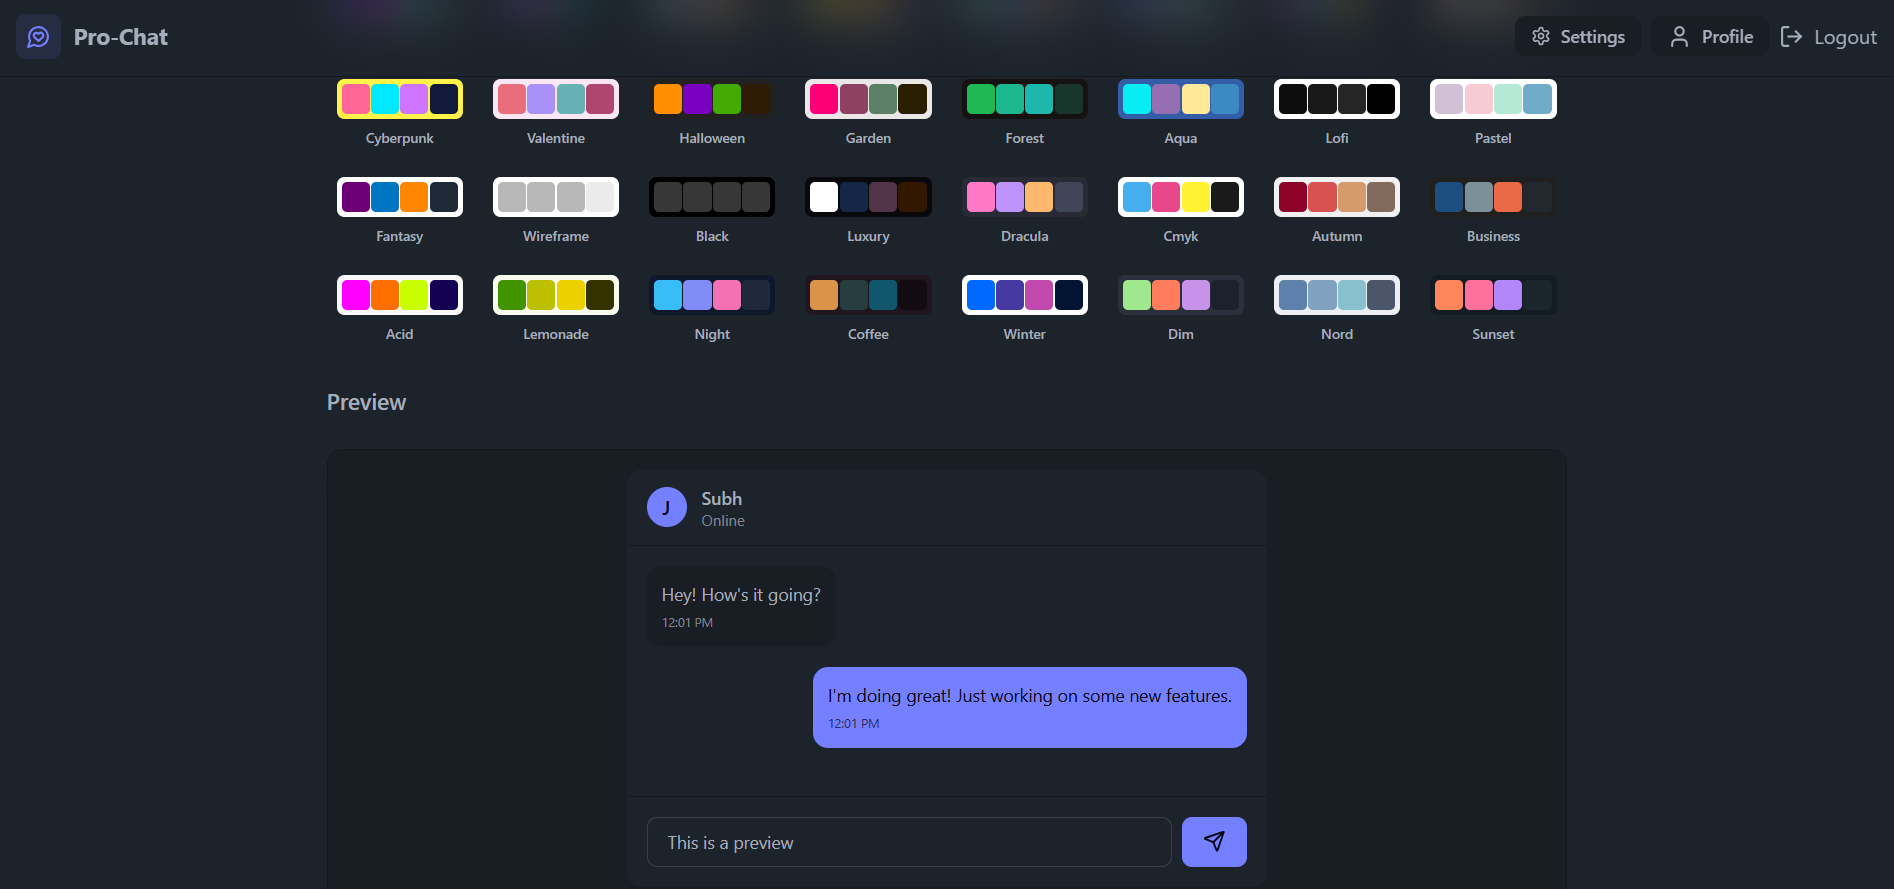 Pro-Chat
Settings
Profile
Logout
Cyberpunk
Valentine
Halloween
Garden
Forest
Aqua
Lofi
Pastel
Fantasy
Wireframe
Black
Luxury
Dracula
Cmyk
Autumn
Business
Acid
Lemonade
Night
Coffee
Winter
Dim
Nord
Sunset
Preview
J
Subh
Online
Hey! How's it going?
12:01 PM
I'm doing great! Just working on some new features.
12:01 PM
This is a preview